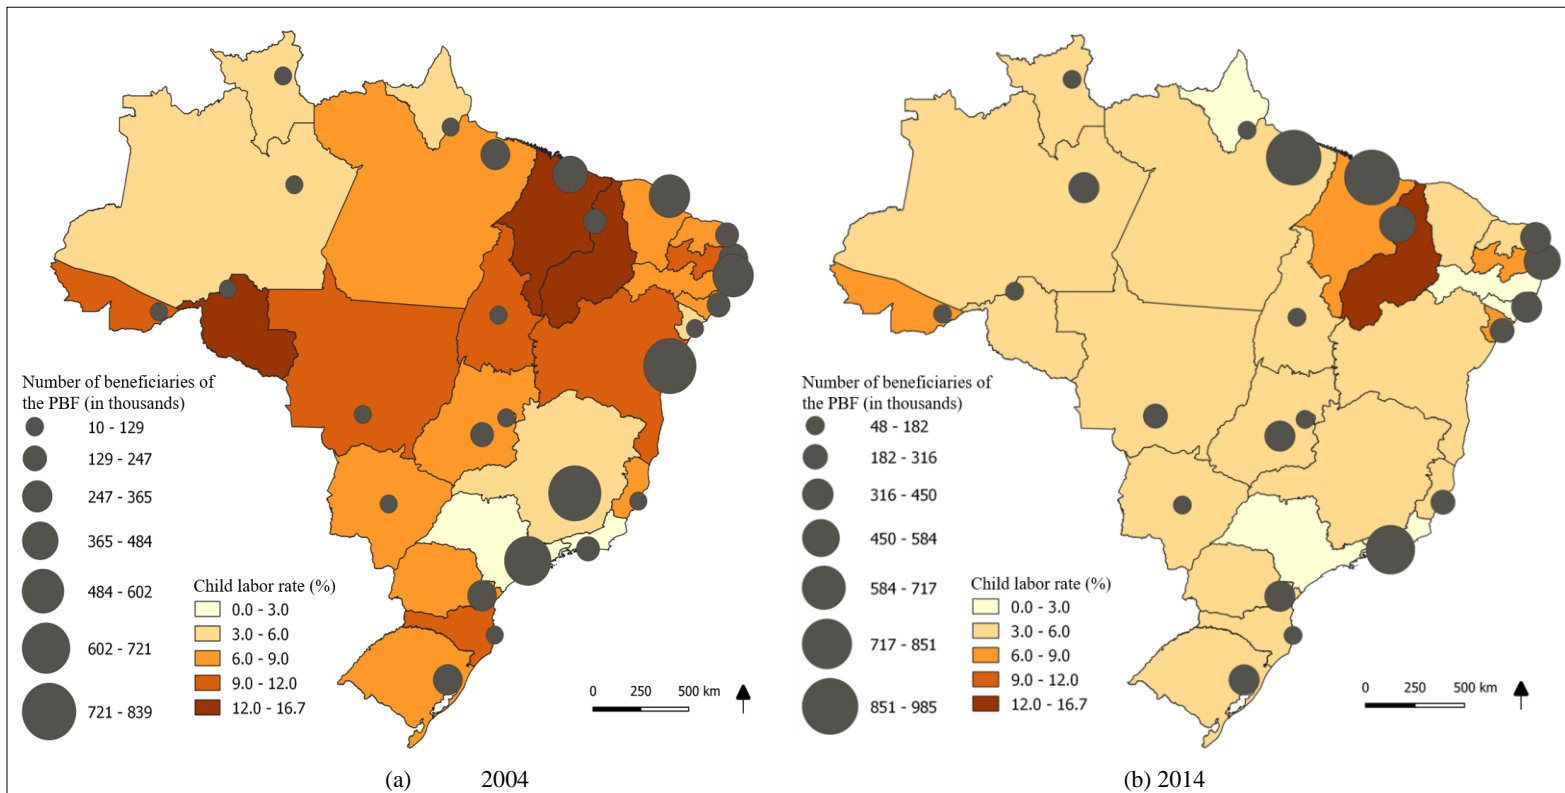 Number of beneficiaries of
the PBF (in thousands)
10 - 129
129 - 247
247 - 365
365 - 484
484 - 602
602 - 721
721 - 839
Child labor rate (%)
0.0 - 3.0
3.0 - 6.0
6.0 - 9.0
9.0 - 12.0
12.0 - 16.7
0 250 500 km
(a) 2004
Number of beneficiaries of
the PBF (in thousands)
48 - 182
182 - 316
316 - 450
450 - 584
584 - 717
717 - 851
851 - 985
Child labor rate (%)
0.0 - 3.0
3.0 - 6.0
6.0 - 9.0
9.0 - 12.0
12.0 - 16.7
0 250 500 km
(b) 2014